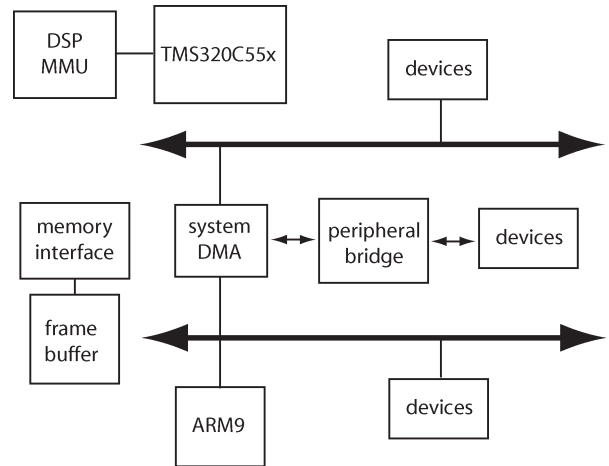 DSP
MMU
TMS320C55x
devices
memory
interface
system
DMA
peripheral
bridge
devices
frame
buffer
ARM9
devices